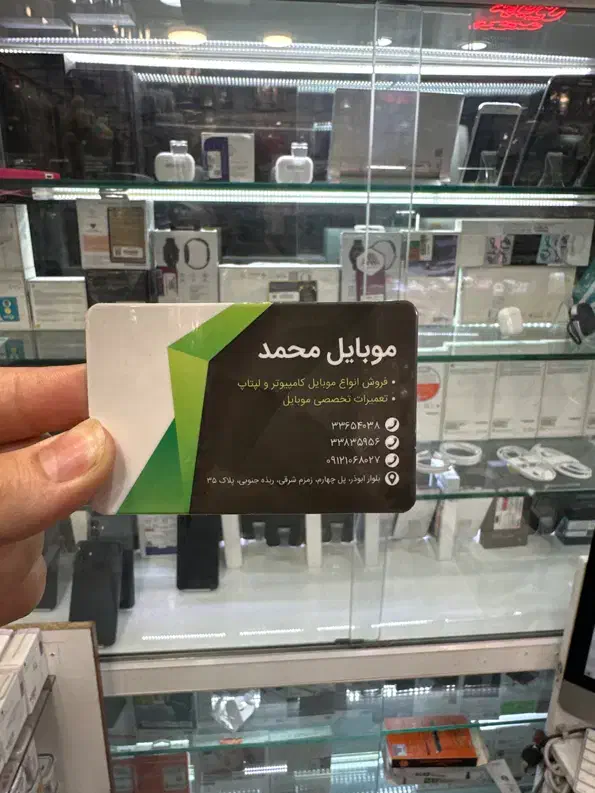 موبایل محمد
• فروش انواع موبایل کامپیوتر و لپتاپ
• تعمیرات تخصصی موبایل
۳۳۶۵۴۰۳۸
۳۳۸۳۵۹۵۶
۰۹۱۲۱۰۶۸۰۲۷
بلوار ابوذر، پل چهارم، زمزم شرقی، ربذه جنوبی، پلاک ۳۵